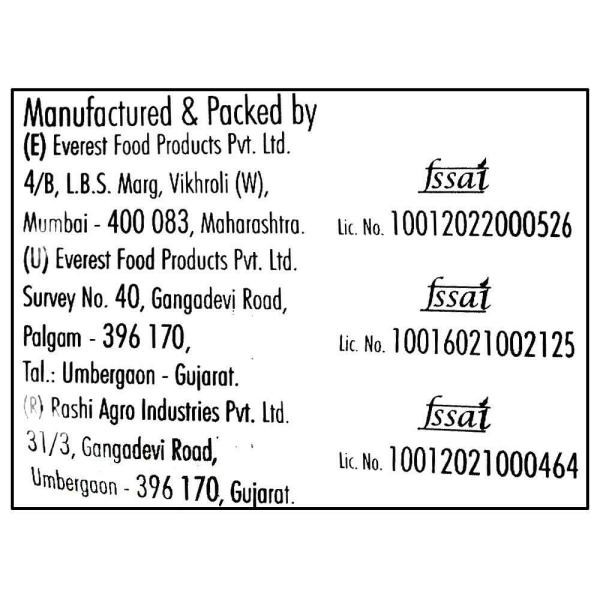 Manufactured & Packed by
(E) Everest Food Products Pvt. Ltd.
4/B, L.B.S. Marg, Vikhroli (W),
Mumbai - 400 083, Maharashtra.
fssai
Lic. No. 10012022000526
(U) Everest Food Products Pvt. Ltd.
Survey No. 40, Gangadevi Road,
Palgam - 396 170,
Tal.: Umbergaon - Gujarat.
fssai
Lic. No. 10016021002125
(R) Rashi Agro Industries Pvt. Ltd.
31/3, Gangadevi Road,
Umbergaon - 396 170, Gujarat.
fssai
Lic. No. 10012021000464